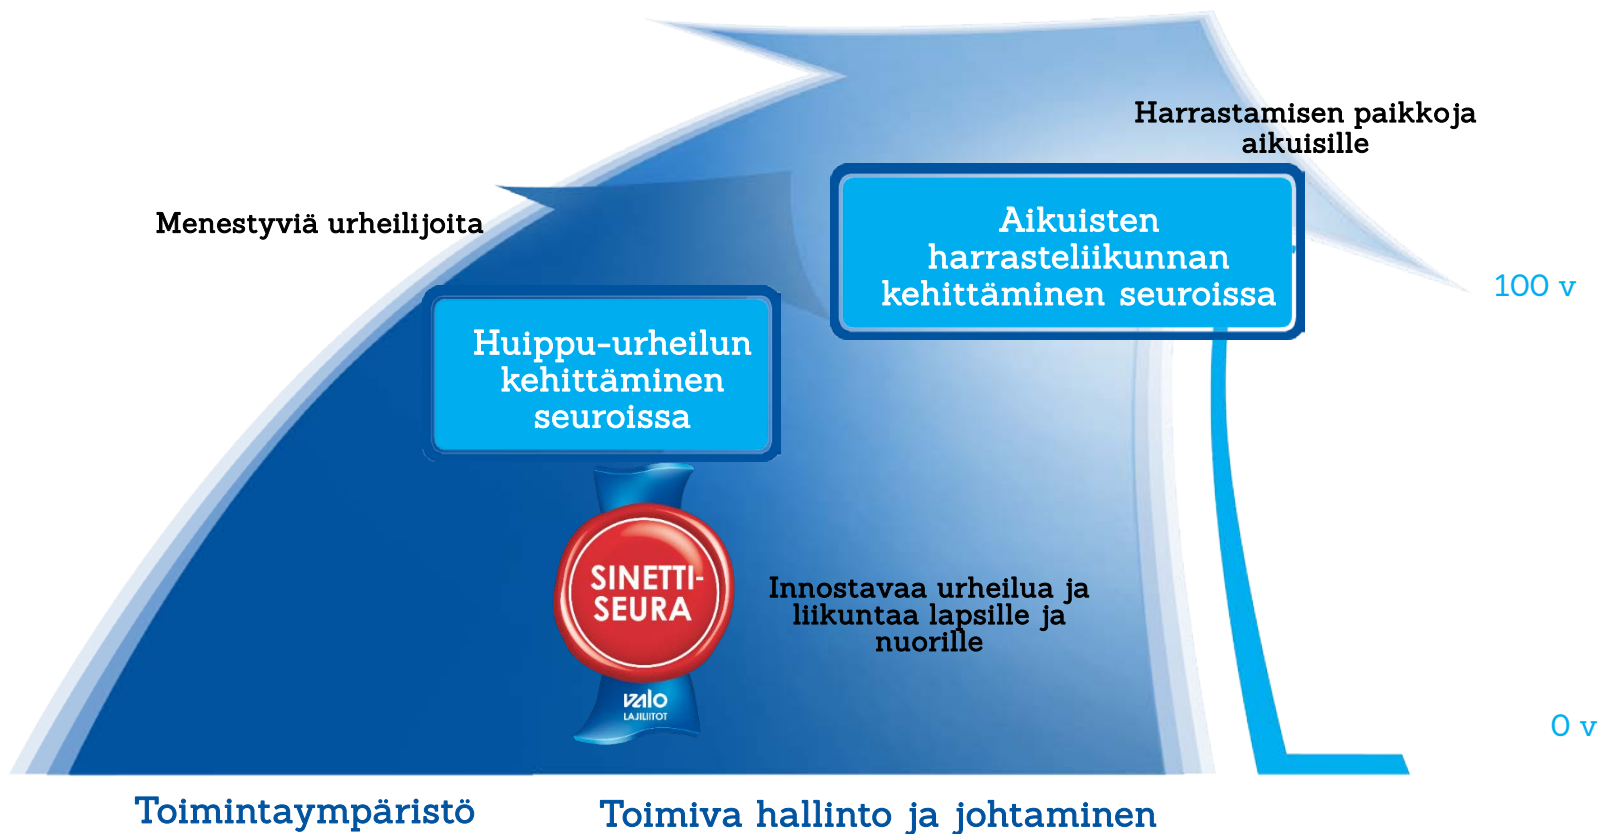 Harrastamisen paikkoja
aikuisille
Menestyviä urheilijoita
Aikuisten
harrasteliikunnan
kehittäminen seuroissa
100 v
Huippu-urheilun
kehittäminen
seuroissa
SINETTI-
SEURA
Innostavaa urheilua ja
liikuntaa lapsille ja
nuorille
valo
LAJILIITOT
0 v
Toimintaympäristö
Toimiva hallinto ja johtaminen